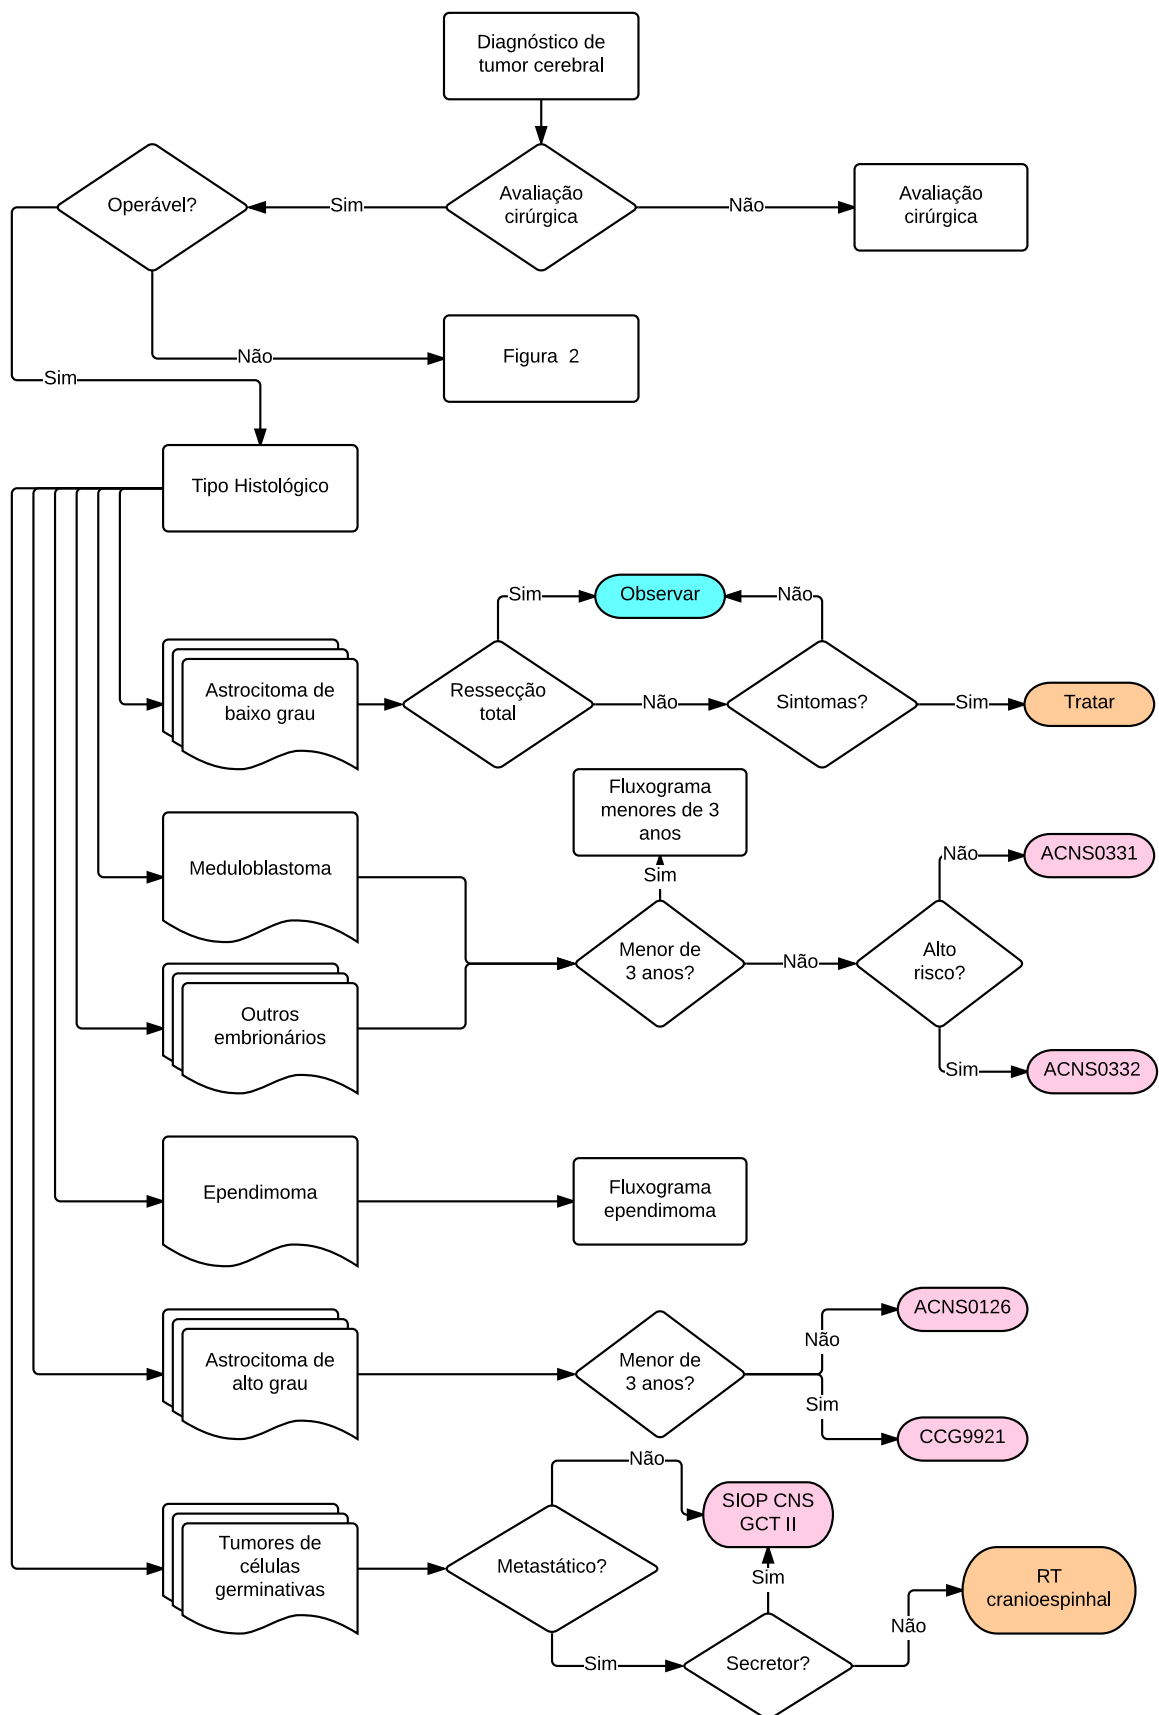 Diagnóstico de
tumor cerebral
Operável?
Sim
Avaliação
cirúrgica
Não
Avaliação
cirúrgica
Não
Figura  2
Sim
Tipo Histológico
Sim
Observar
Não
Astrocitoma de
baixo grau
Ressecção
total
Não
Sintomas?
Sim
Tratar
Fluxograma
menores de 3
anos
Sim
Meduloblastoma
Não
ACNS0331
Menor de
3 anos?
Não
Alto
risco?
Outros
embrionários
Sim
ACNS0332
Ependimoma
Fluxograma
ependimoma
Astrocitoma de
alto grau
Menor de
3 anos?
Não
ACNS0126
Sim
CCG9921
Não
SIOP CNS
GCT II
Tumores de
células
germinativas
Metastático?
Sim
Sim
Secretor?
Não
RT
cranioespinhal